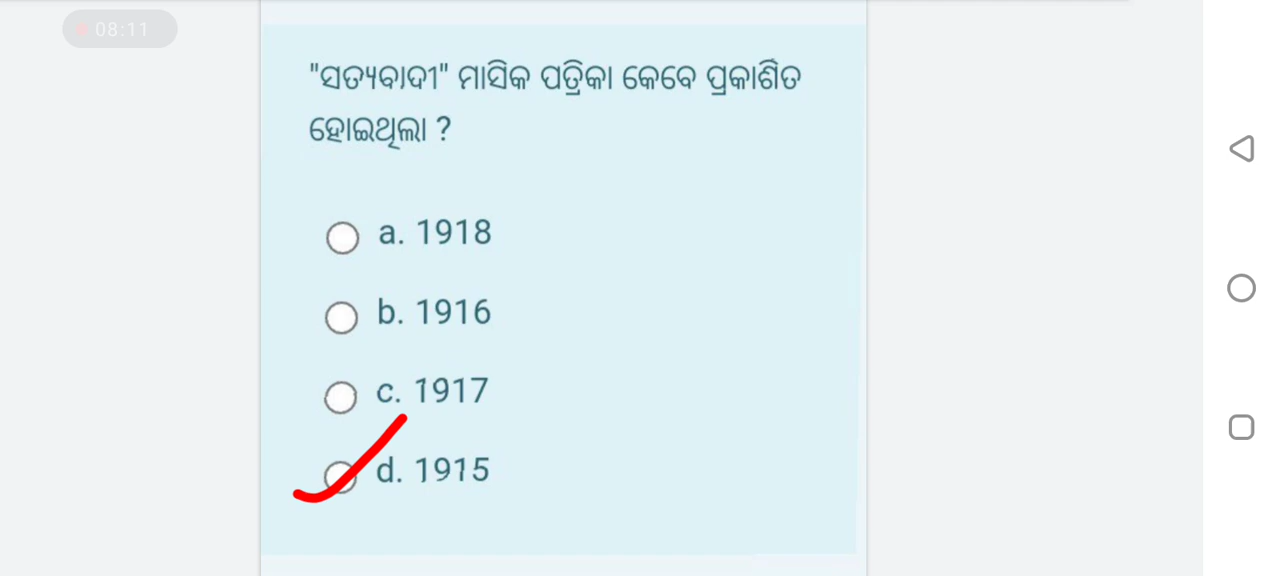 08:11
"ସତ୍ୟବାଦୀ" ମାସିକ ପତ୍ରିକା କେବେ ପ୍ରକାଶିତ
ହୋଇଥିଲା ?
a. 1918
b. 1916
c. 1917
d. 1915